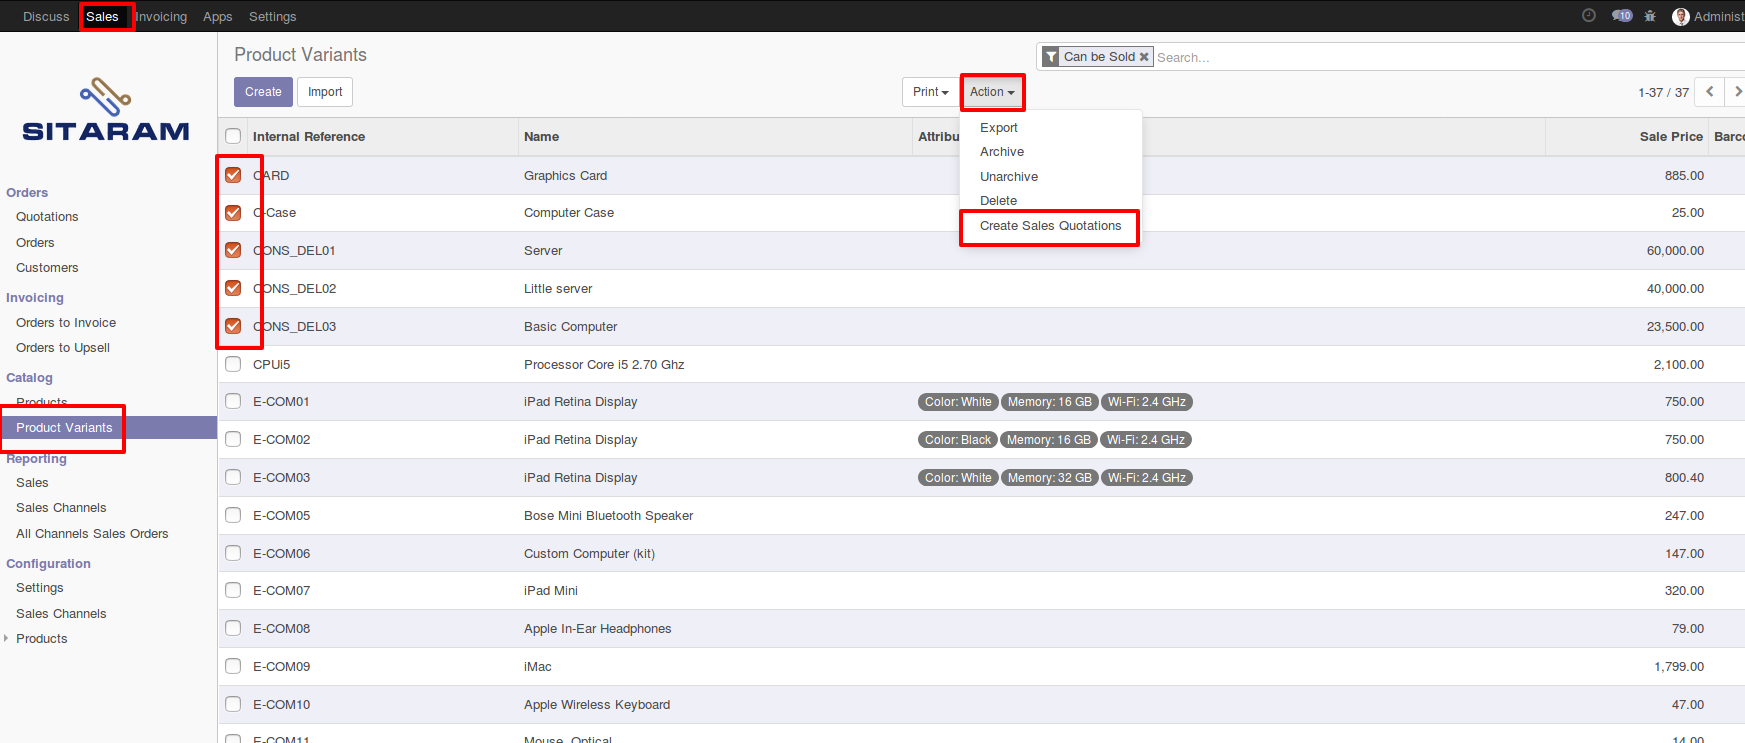 Discuss Sales Invoicing Apps Settings 10 Administ
Product Variants Can be Sold Search...
Create Import Print Action 1-37 / 37
SITARAM
Orders
Quotations
Orders
Customers
Invoicing
Orders to Invoice
Orders to Upsell
Catalog
Products
Product Variants
Reporting
Sales
Sales Channels
All Channels Sales Orders
Configuration
Settings
Sales Channels
Products
Export
Archive
Unarchive
Delete
Create Sales Quotations
Internal Reference Name Attribu Sale Price Barco
CARD Graphics Card 885.00
C-Case Computer Case 25.00
CONS_DEL01 Server 60,000.00
CONS_DEL02 Little server 40,000.00
CONS_DEL03 Basic Computer 23,500.00
CPUi5 Processor Core i5 2.70 Ghz 2,100.00
E-COM01 iPad Retina Display Color: White Memory: 16 GB Wi-Fi: 2.4 GHz 750.00
E-COM02 iPad Retina Display Color: Black Memory: 16 GB Wi-Fi: 2.4 GHz 750.00
E-COM03 iPad Retina Display Color: White Memory: 32 GB Wi-Fi: 2.4 GHz 800.40
E-COM05 Bose Mini Bluetooth Speaker 247.00
E-COM06 Custom Computer (kit) 147.00
E-COM07 iPad Mini 320.00
E-COM08 Apple In-Ear Headphones 79.00
E-COM09 iMac 1,799.00
E-COM10 Apple Wireless Keyboard 47.00
E-COM11 Mouse, Optical 14.00